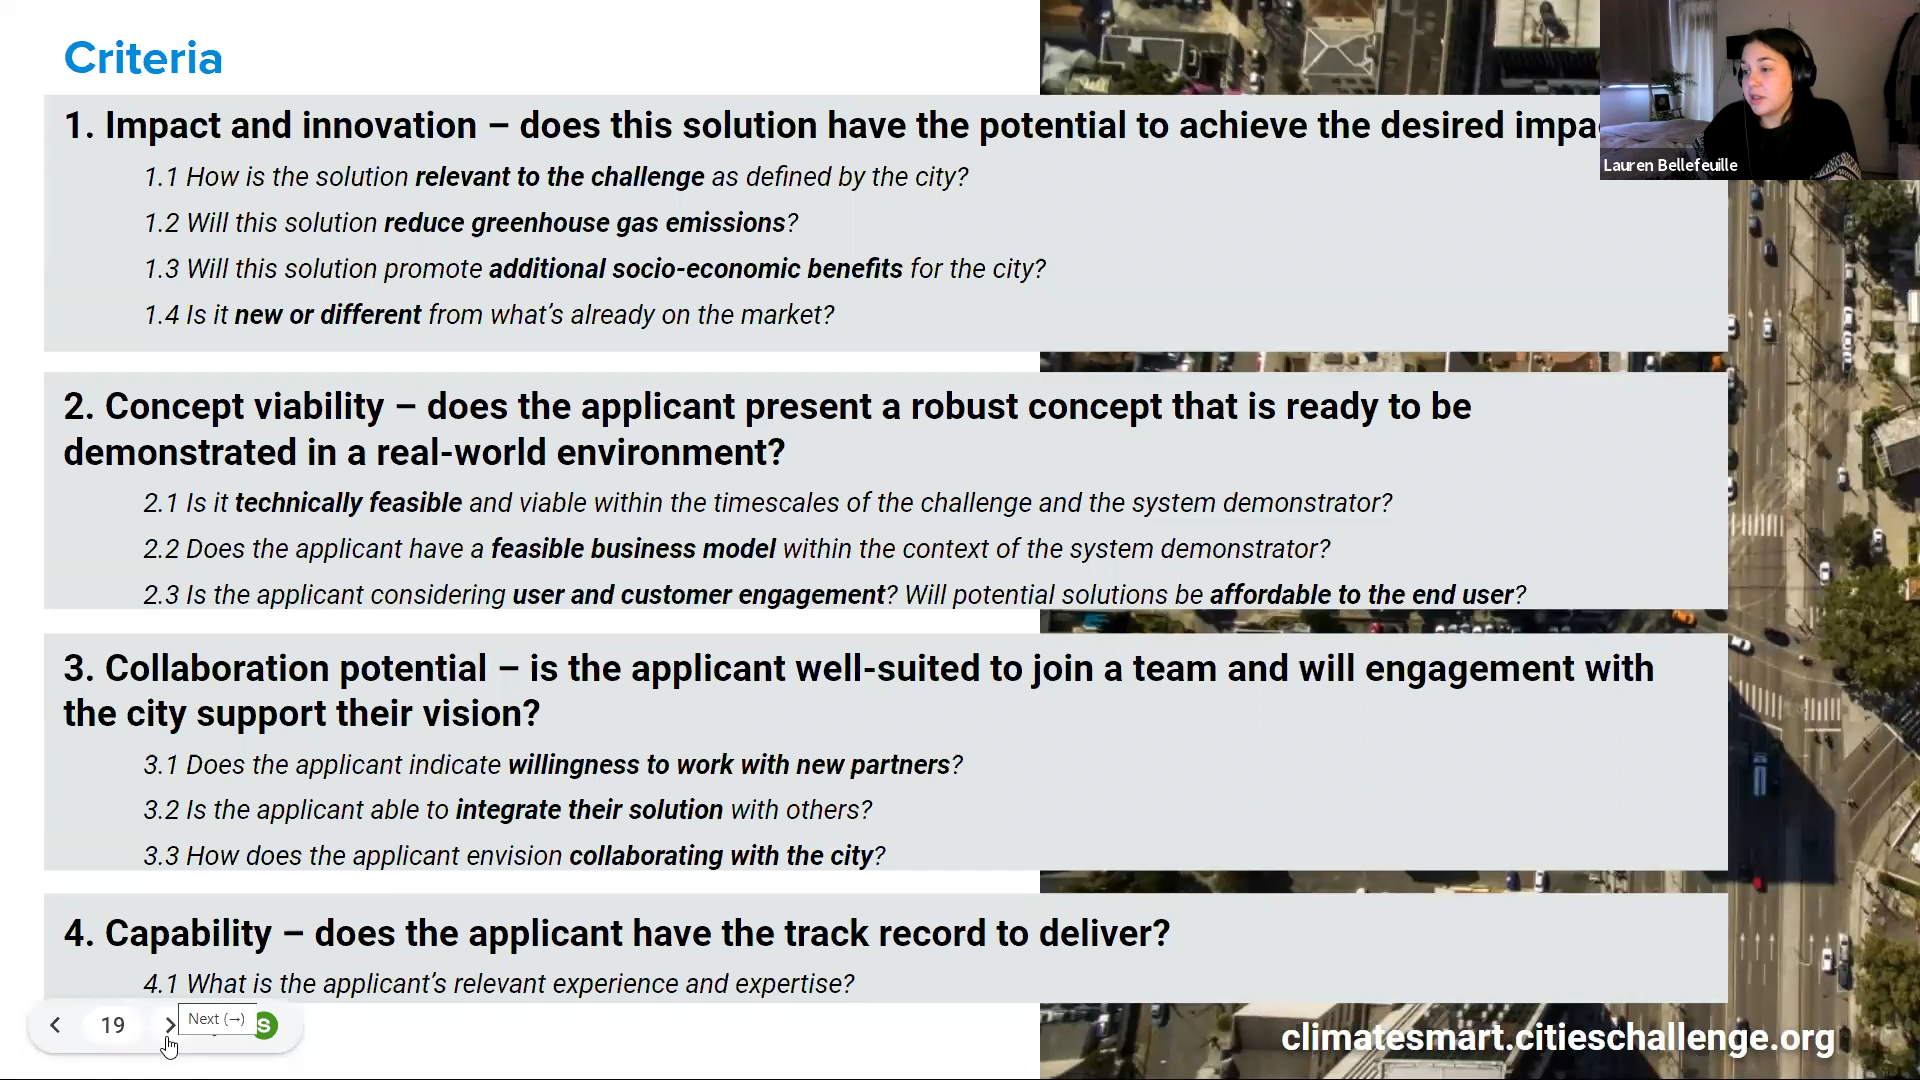 Criteria
1. Impact and innovation – does this solution have the potential to achieve the desired
1.1 How is the solution relevant to the challenge as defined by the city?
1.2 Will this solution reduce greenhouse gas emissions?
1.3 Will this solution promote additional socio-economic benefits for the city?
1.4 Is it new or different from what’s already on the market?
Lauren Bellefeuille
2. Concept viability – does the applicant present a robust concept that is ready to be
demonstrated in a real-world environment?
2.1 Is it technically feasible and viable within the timescales of the challenge and the system demonstrator?
2.2 Does the applicant have a feasible business model within the context of the system demonstrator?
2.3 Is the applicant considering user and customer engagement? Will potential solutions be affordable to the end user?
3. Collaboration potential – is the applicant well-suited to join a team and will engagement with
the city support their vision?
3.1 Does the applicant indicate willingness to work with new partners?
3.2 Is the applicant able to integrate their solution with others?
3.3 How does the applicant envision collaborating with the city?
4. Capability – does the applicant have the track record to deliver?
4.1 What is the applicant’s relevant experience and expertise?
19
Next (→)
S
climatesmart.citieschallenge.org